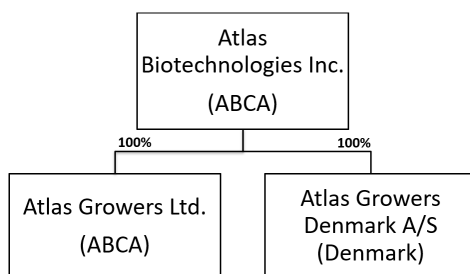 Atlas
Biotechnologies Inc.
(ABCA)
100%
100%
Atlas Growers Ltd.
(ABCA)
Atlas Growers
Denmark A/S
(Denmark)